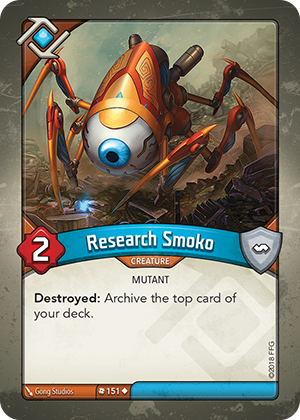 2
Research Smoko
CREATURE
MUTANT
Destroyed: Archive the top card of
your deck.
Gong Studios
151
©2018 FFG